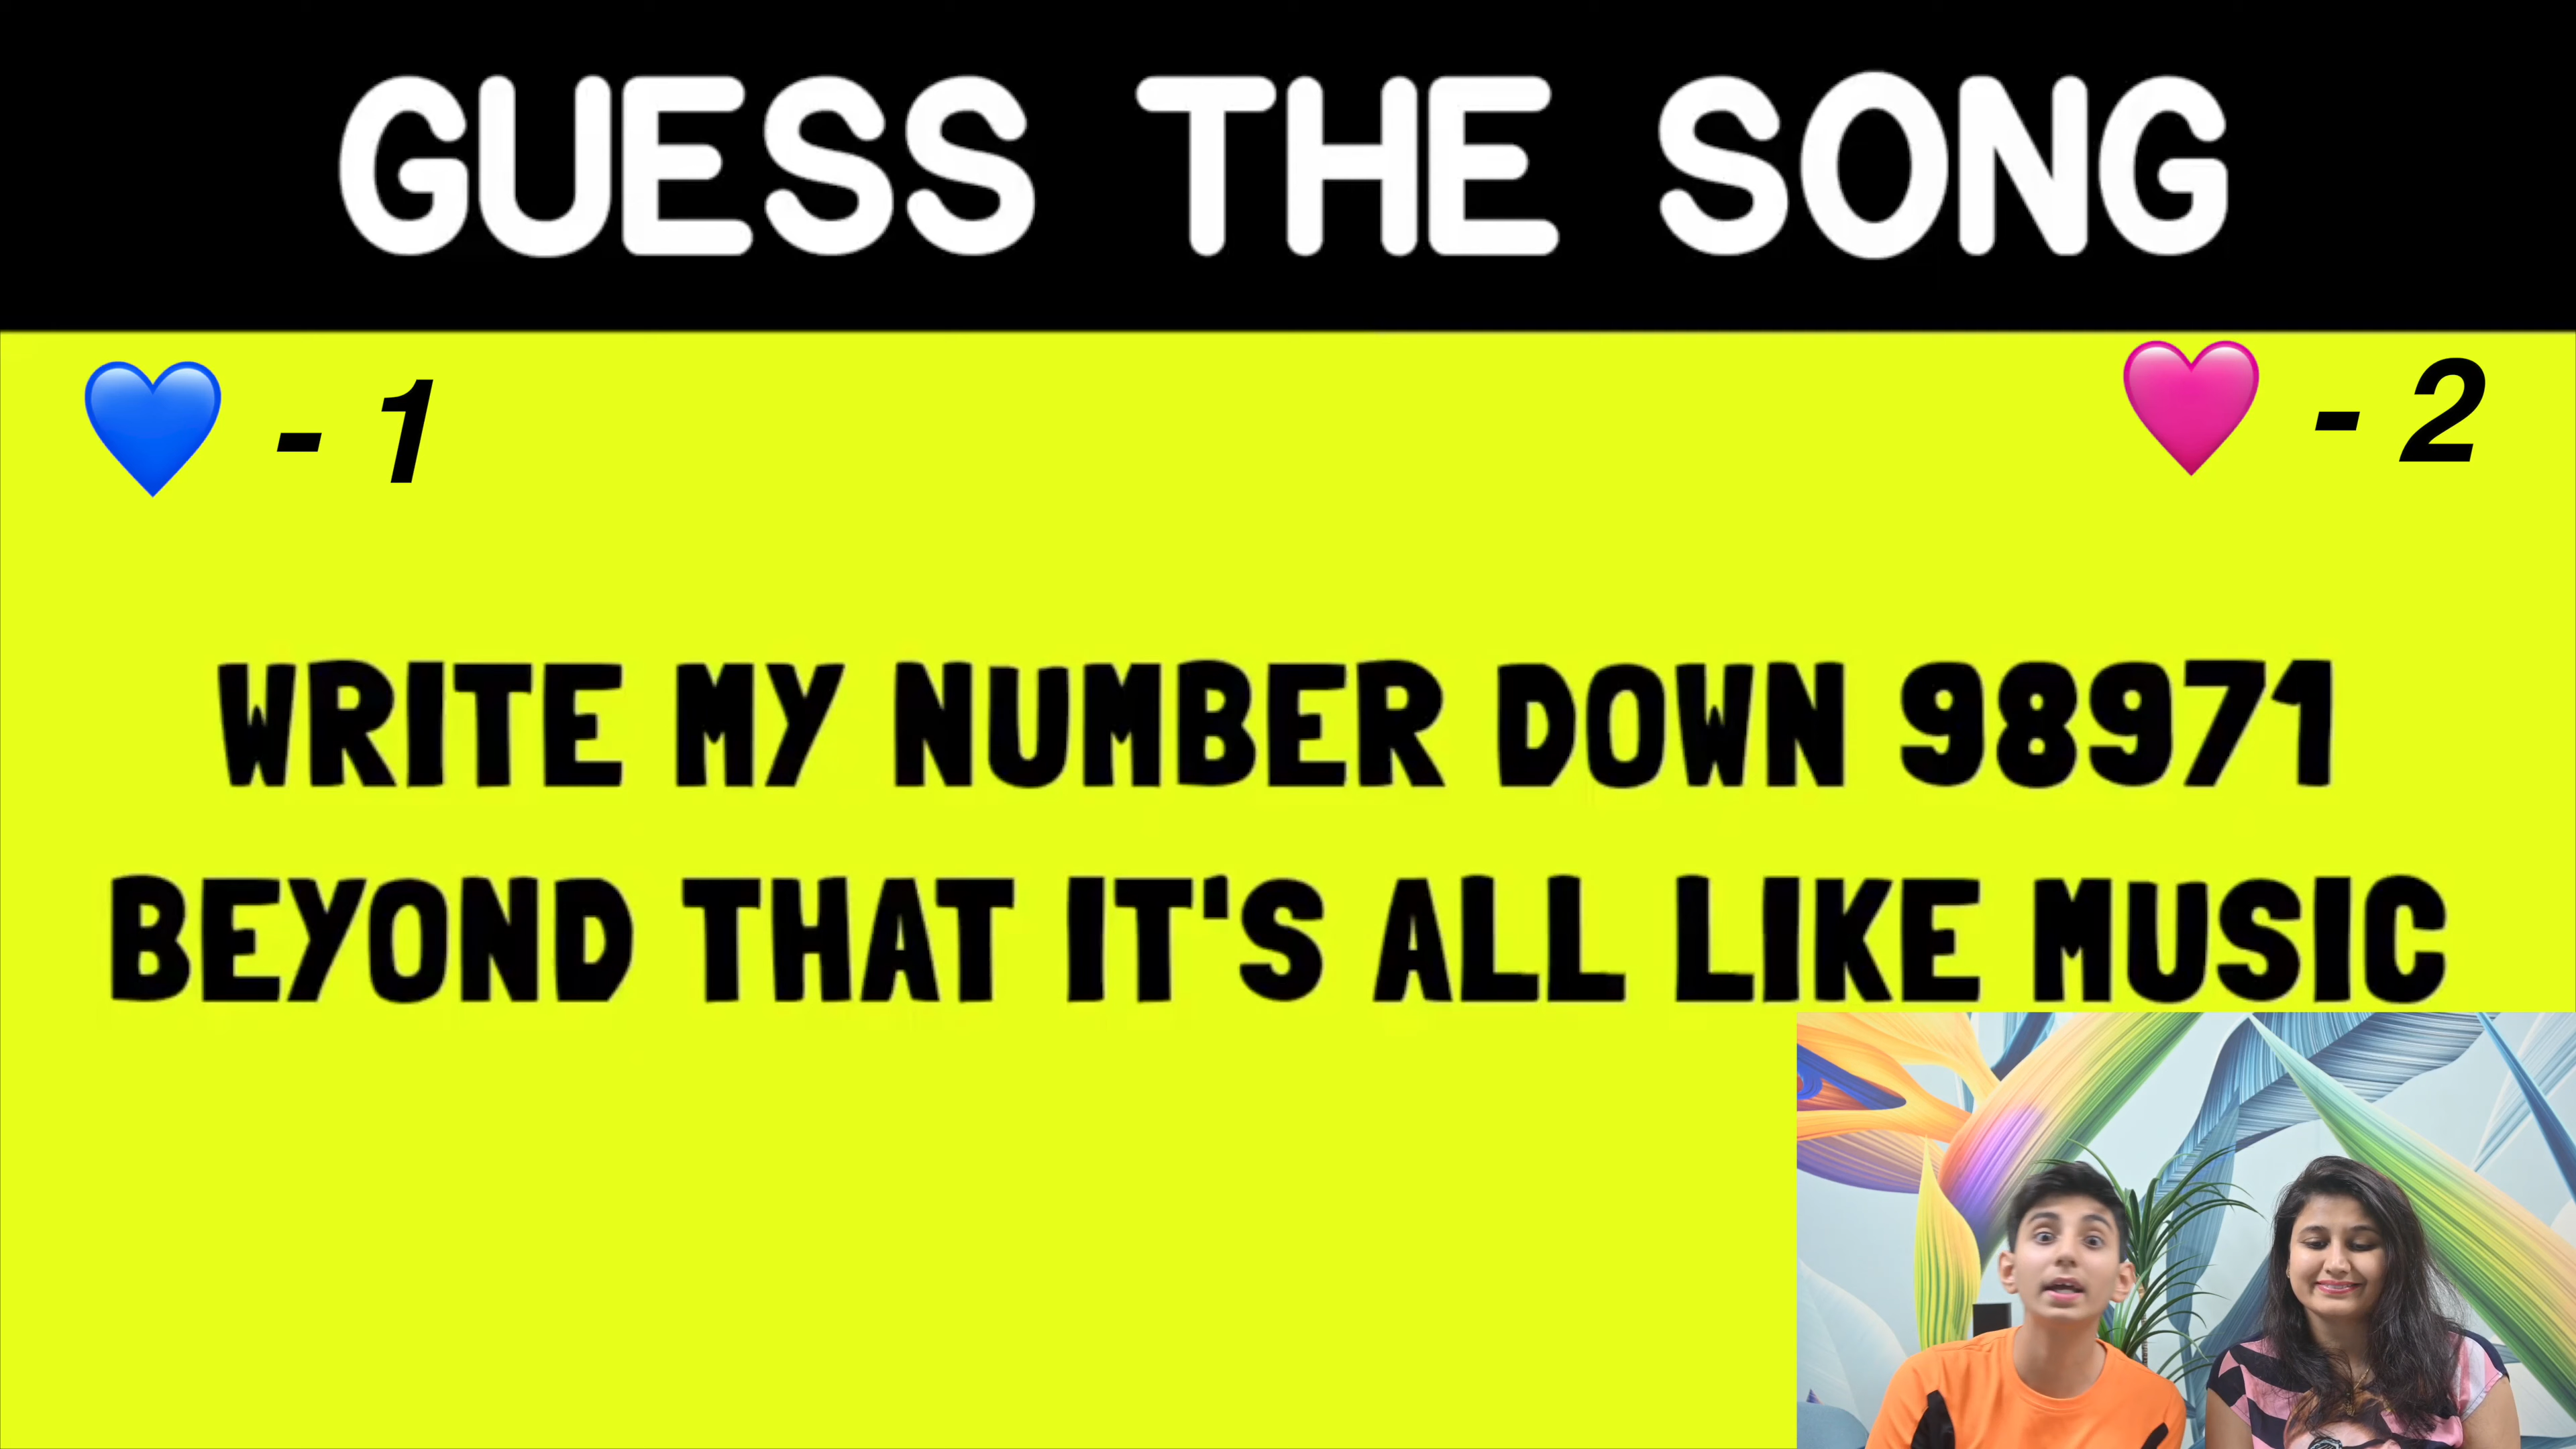 GUESS THE SONG
💙 - 1
🩷 - 2
WRITE MY NUMBER DOWN 98971
BEYOND THAT IT'S ALL LIKE MUSIC